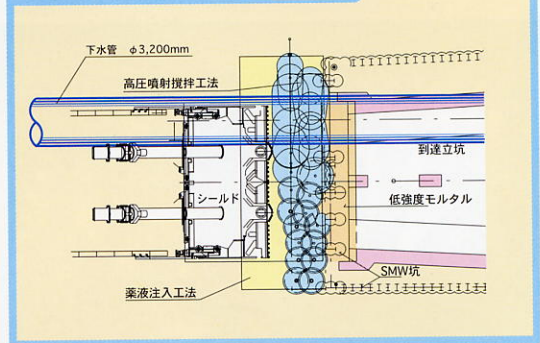 下水管 φ3,200mm
高圧噴射撹拌工法
到達立坑
シールド
低強度モルタル
SMW坑
薬液注入工法